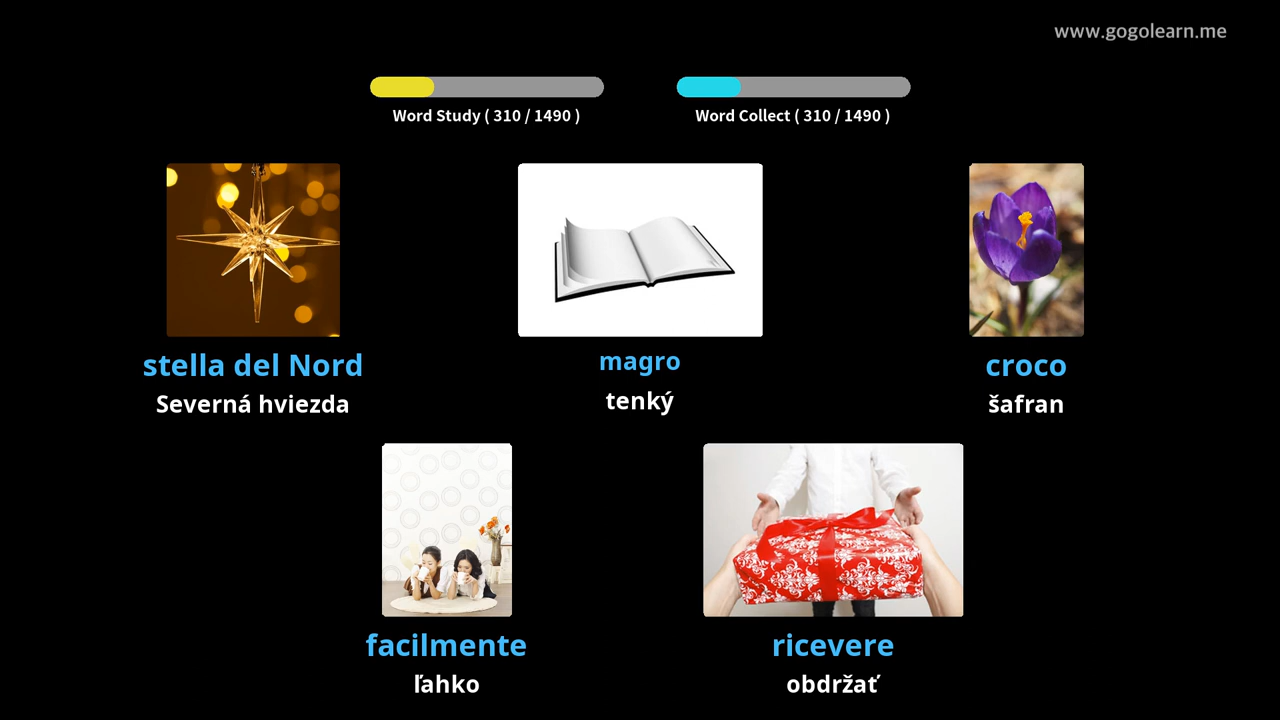 www.gogolearn.me
Word Study ( 310 / 1490 )
Word Collect ( 310 / 1490 )
stella del Nord
Severná hviezda
magro
tenký
croco
šafran
facilmente
ľahko
ricevere
obdržať